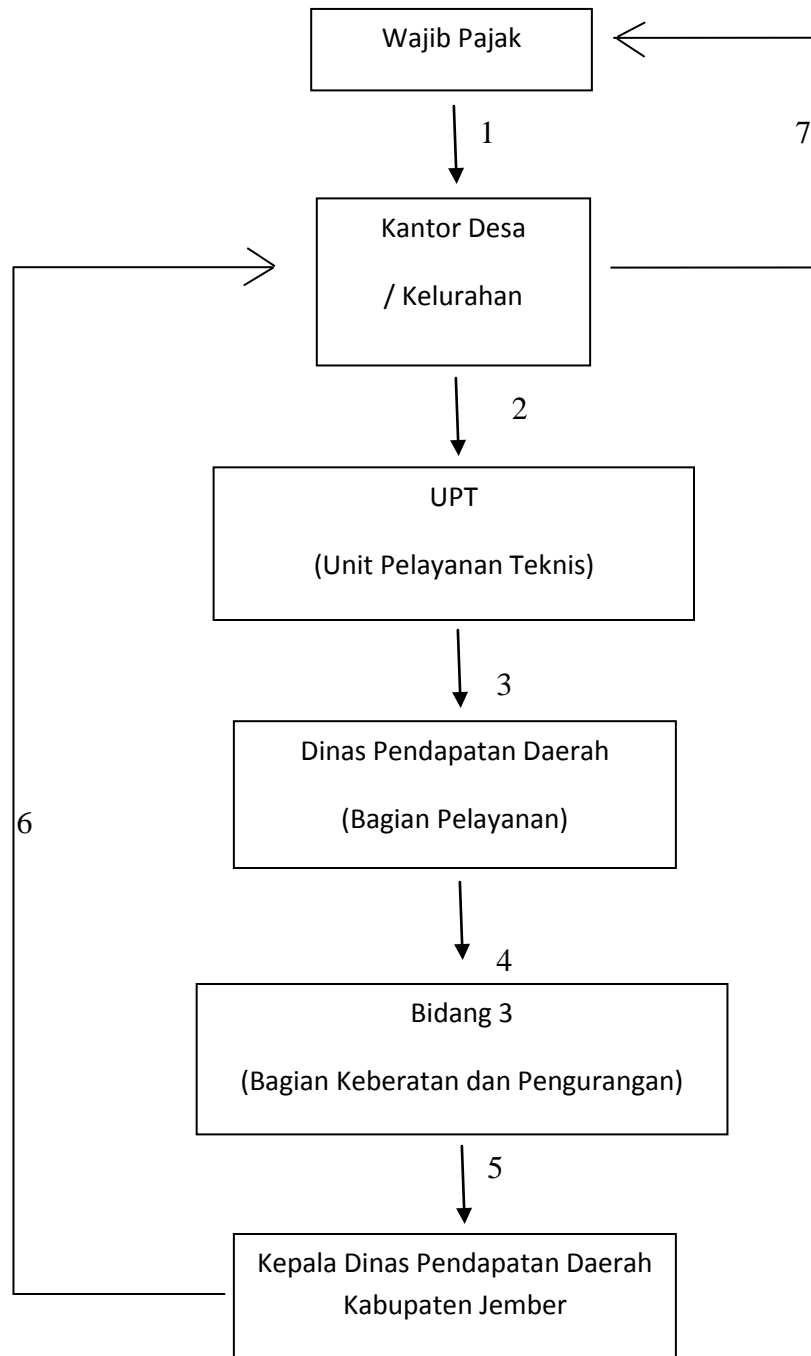 Wajib Pajak
1
7
Kantor Desa
/ Kelurahan
2
UPT
(Unit Pelayanan Teknis)
3
Dinas Pendapatan Daerah
(Bagian Pelayanan)
6
4
Bidang 3
(Bagian Keberatan dan Pengurangan)
5
Kepala Dinas Pendapatan Daerah
Kabupaten Jember